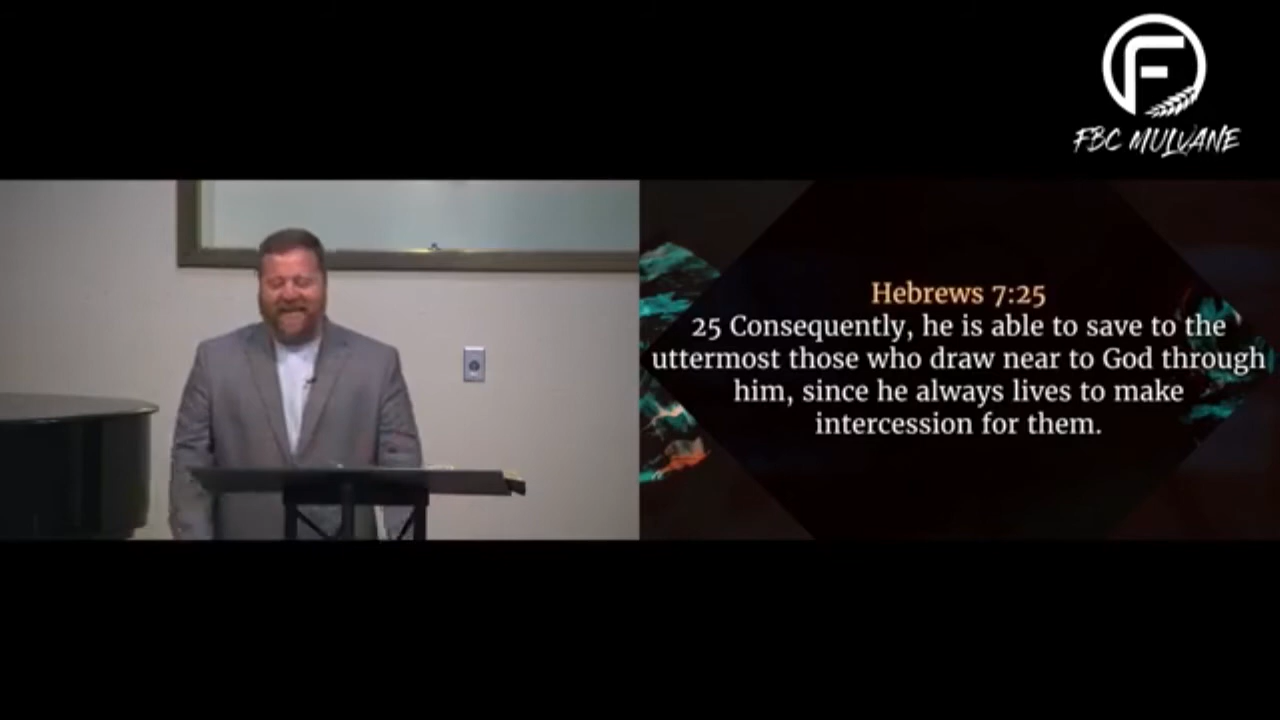 FBC MULVANE
Hebrews 7:25
25 Consequently, he is able to save to the
uttermost those who draw near to God through
him, since he always lives to make
intercession for them.